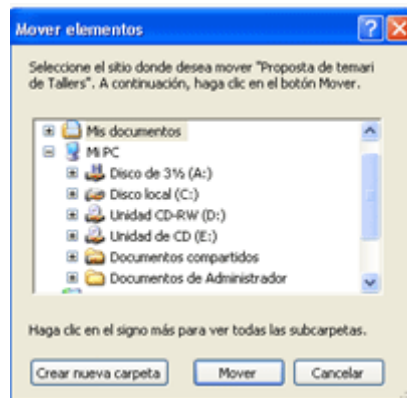 Mover elementos
Seleccione el sitio donde desea mover "Proposta de temari
de Tallers". A continuación, haga clic en el botón Mover.
Mis documentos
Mi PC
Disco de 3½ (A:)
Disco local (C:)
Unidad CD-RW (D:)
Unidad de CD (E:)
Documentos compartidos
Documentos de Administrador
Haga clic en el signo más para ver todas las subcarpetas.
Crear nueva carpeta Mover Cancelar